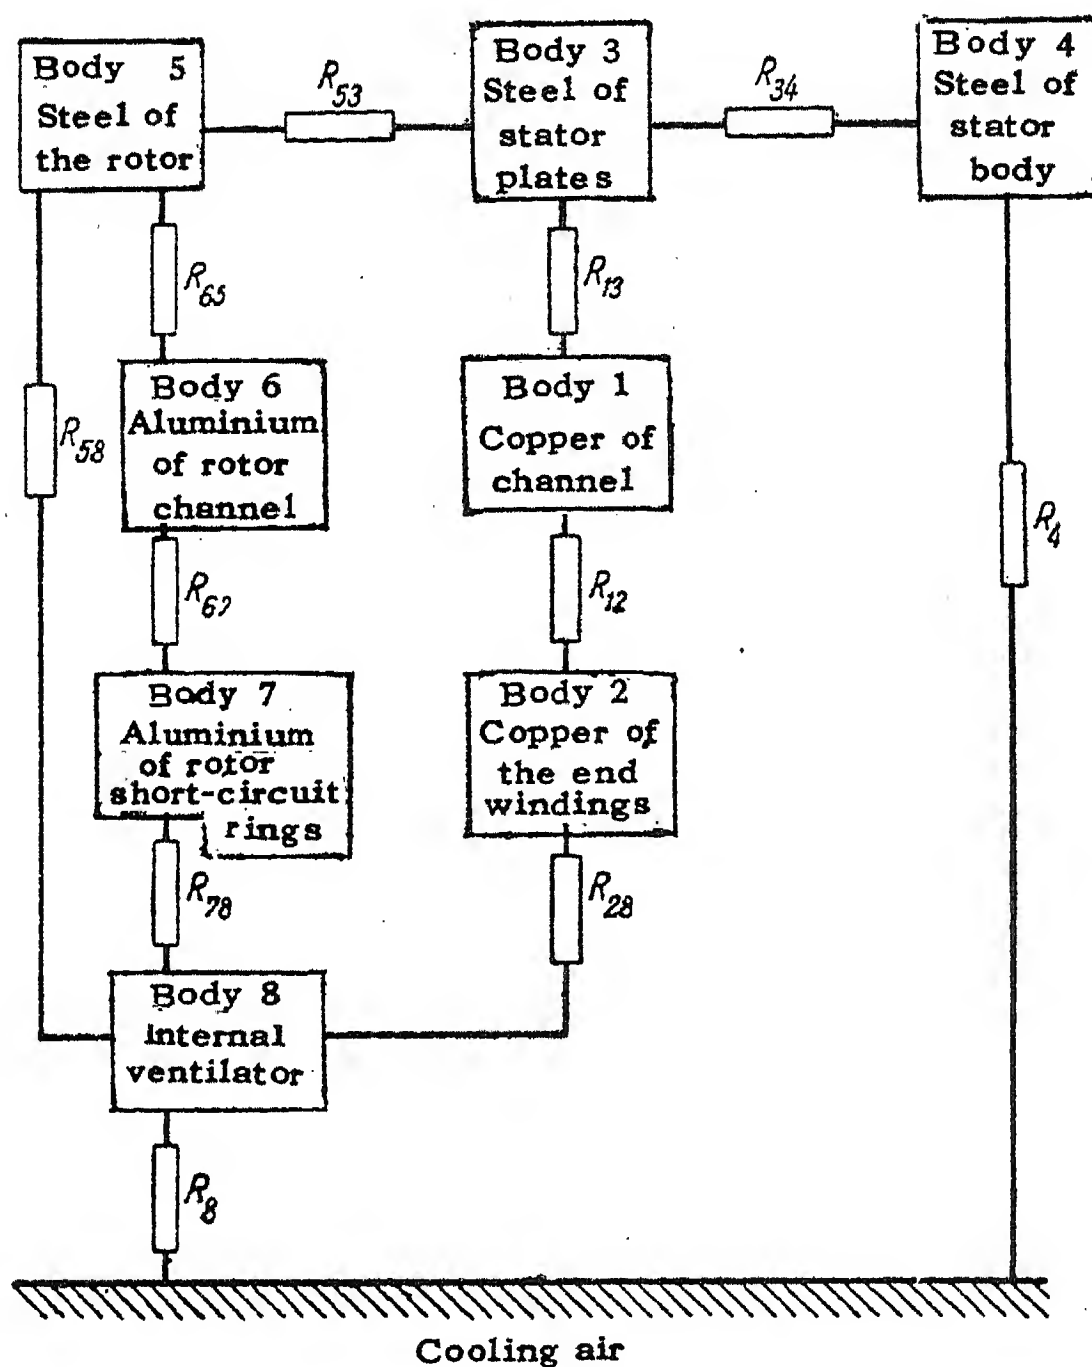 Body 5
Steel of
the rotor
R53
Body 3
Steel of
stator
plates
R34
Body 4
Steel of
stator
body
R58
R65
R13
Body 6
Aluminium
of rotor
channel
Body 1
Copper of
channel
R4
R67
R12
Body 7
Aluminium
of rotor
short-circuit
rings
Body 2
Copper of
the end
windings
R78
R28
Body 8
Internal
ventilator
R8
Cooling air